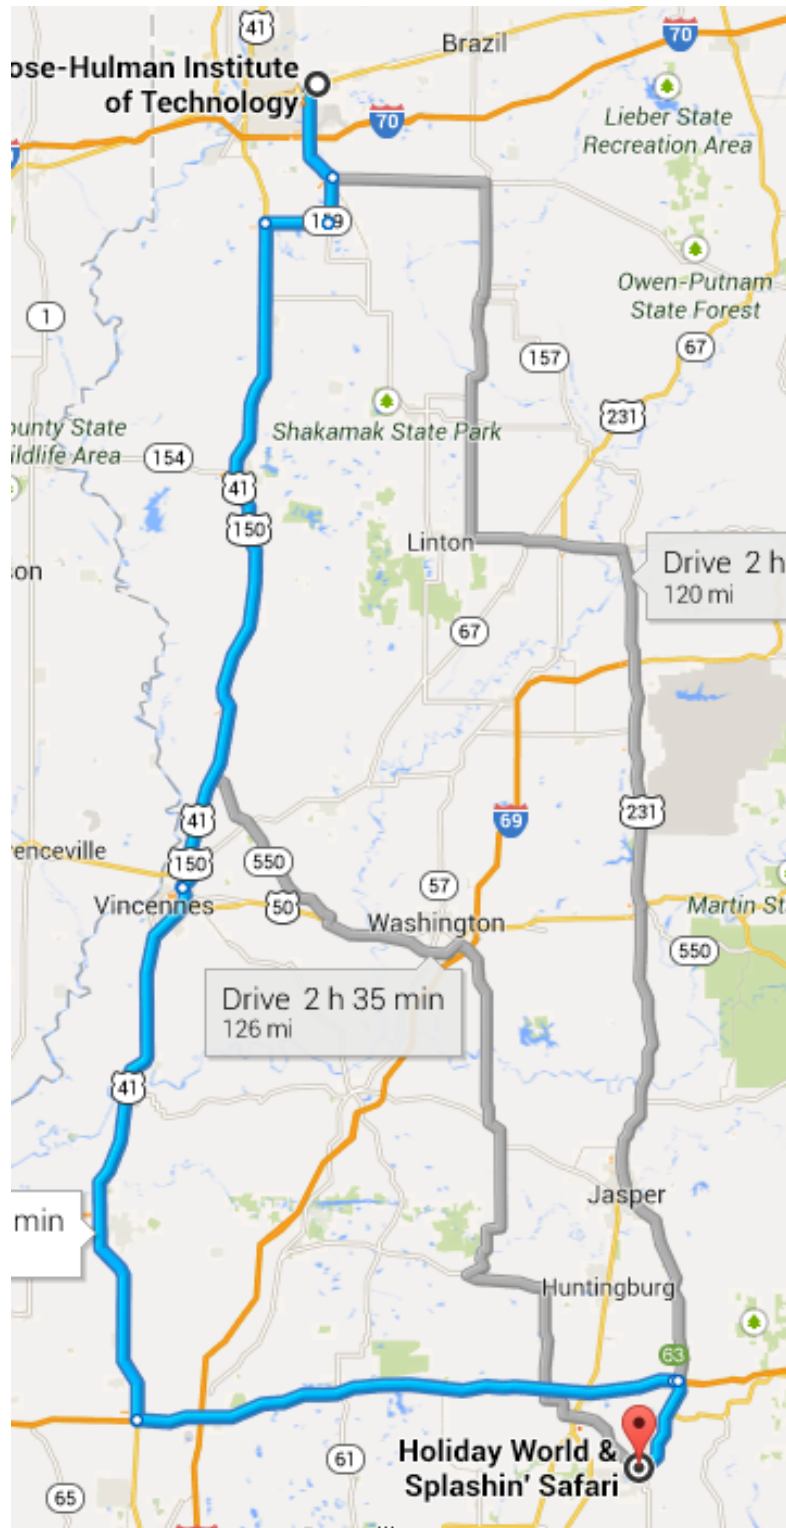 41
Brazil
70
ose-Hulman Institute
of Technology
70
Lieber State
Recreation Area
159
Owen-Putnam
State Forest
1
67
157
231
Shakamak State Park
ounty State
ildlife Area
154
41
150
Linton
Drive 2 h
120 mi
son
67
231
69
41
150
renceville
550
57
Vincennes
50
Washington
Martin St
550
Drive 2 h 35 min
126 mi
41
Jasper
min
Huntingburg
63
Holiday World &
Splashin' Safari
61
65